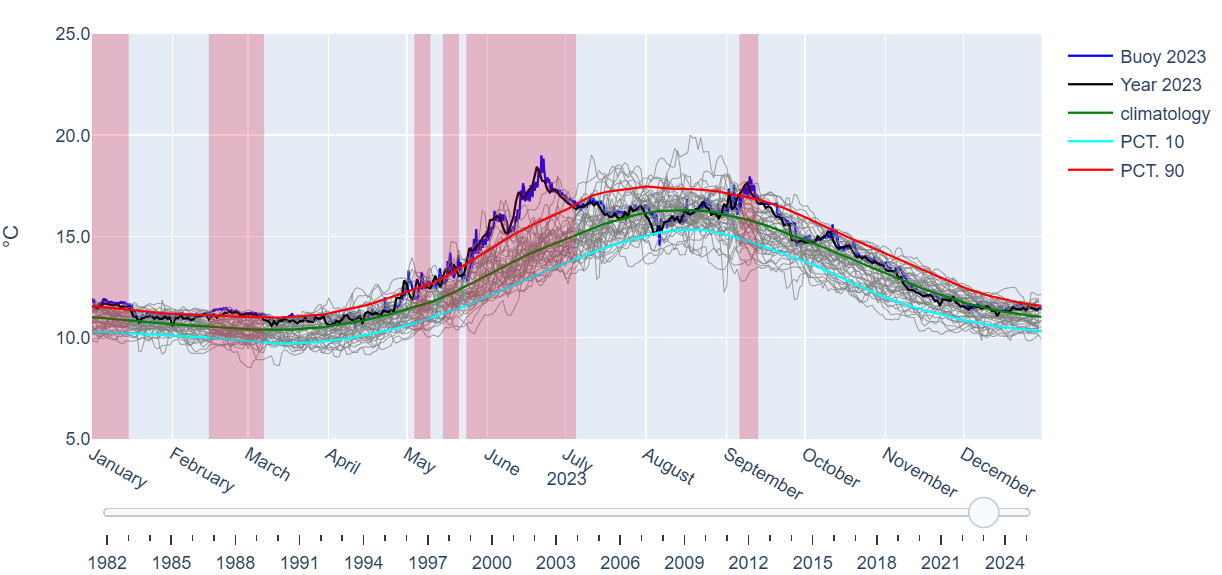 25.0
20.0
15.0
10.0
5.0
°C
Buoy 2023
Year 2023
climatology
PCT. 10
PCT. 90
January February March April May June July August September October November December
2023
1982 1985 1988 1991 1994 1997 2000 2003 2006 2009 2012 2015 2018 2021 2024